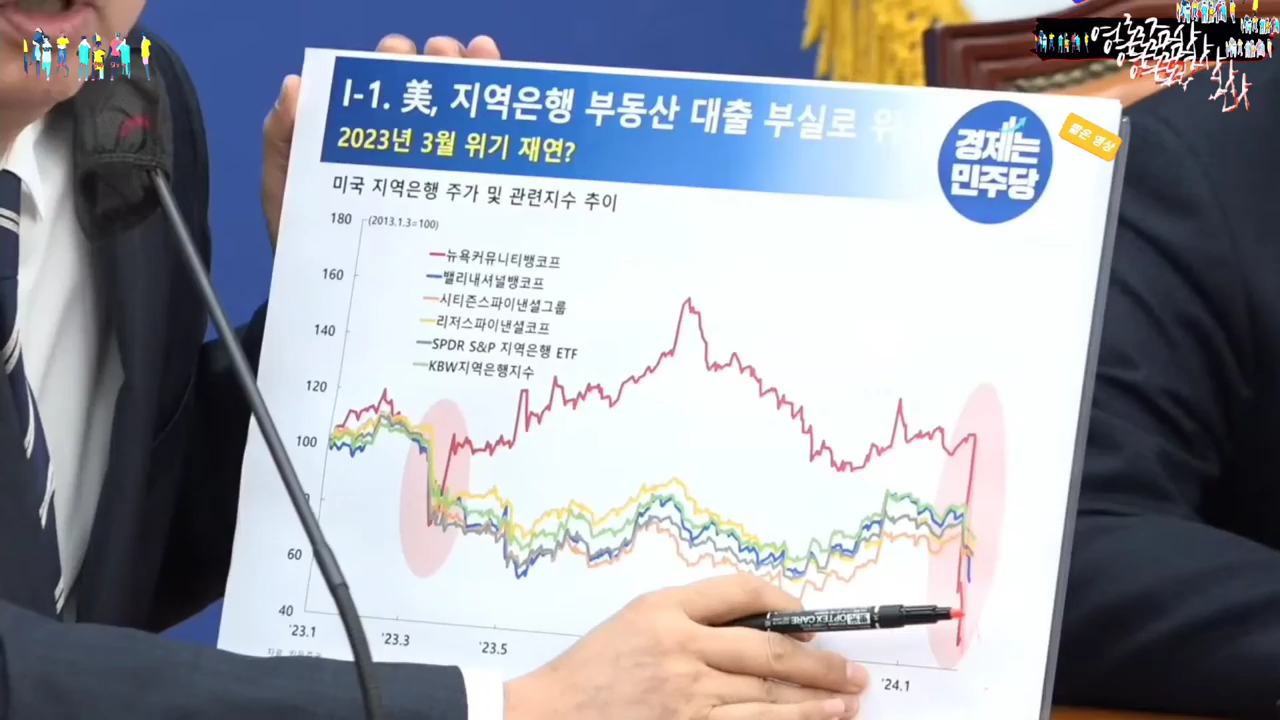 I-1. 美, 지역은행 부동산 대출 부실로 위
2023년 3월 위기 재연?
경제는
민주당
짧은 영상
미국 지역은행 주가 및 관련지수 추이
(2013.1.3=100)
180
160
140
120
100
60
40
뉴욕커뮤니티뱅코프
밸리내셔널뱅코프
시티즌스파이낸셜그룹
리저스파이낸셜코프
SPDR S&P 지역은행 ETF
KBW지역은행지수
'23.1
'23.3
'23.5
'24.1
OPTEX CARE